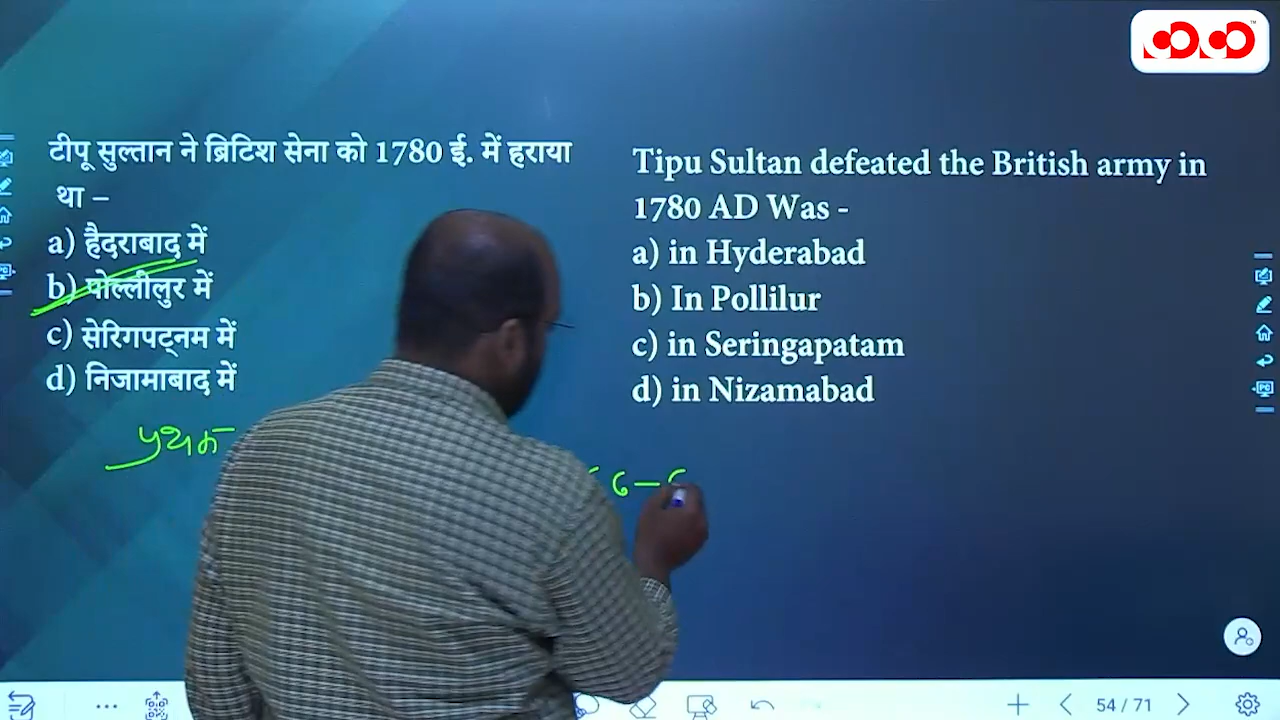 टीपू सुल्तान ने ब्रिटिश सेना को 1780 ई. में हराया
था –
a) हैदराबाद में
b) पोल्लीलुर में
c) सेरिगपट्नम में
d) निजामाबाद में
प्रथम
Tipu Sultan defeated the British army in
1780 AD Was -
a) in Hyderabad
b) In Pollilur
c) in Seringapatam
d) in Nizamabad
54 / 71